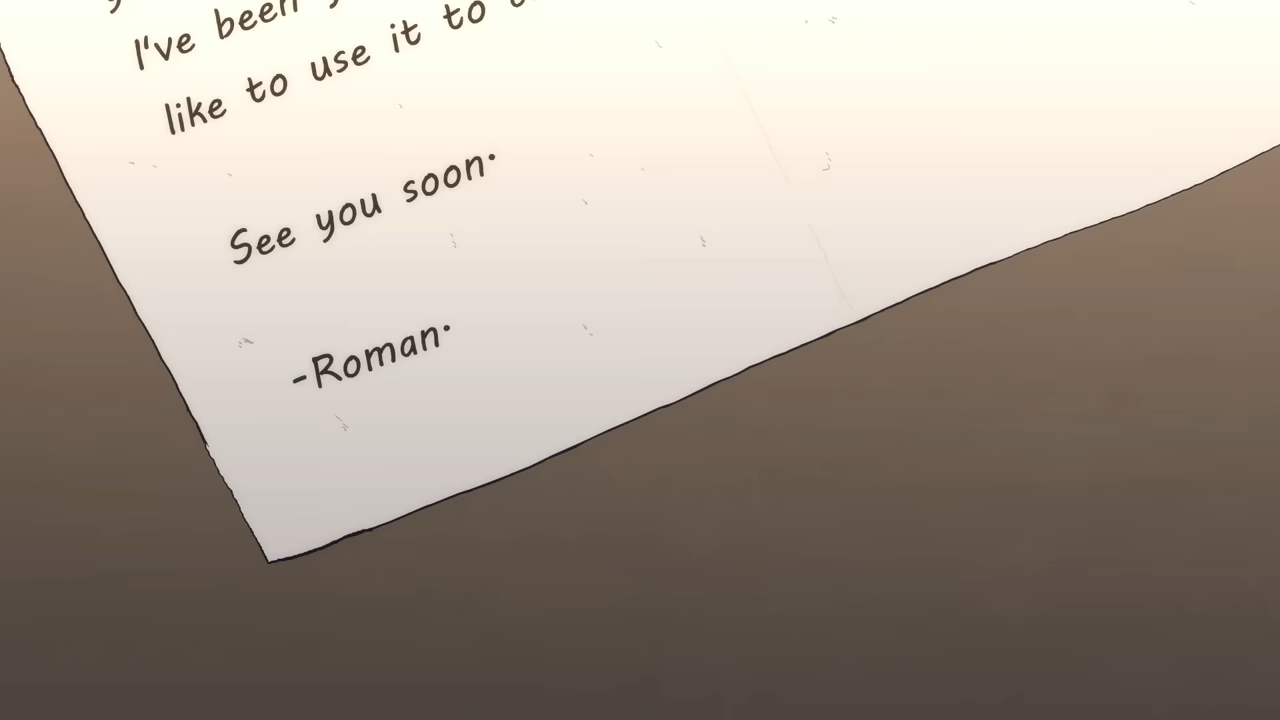 I've been
like to use it to
See you soon.
-Roman.